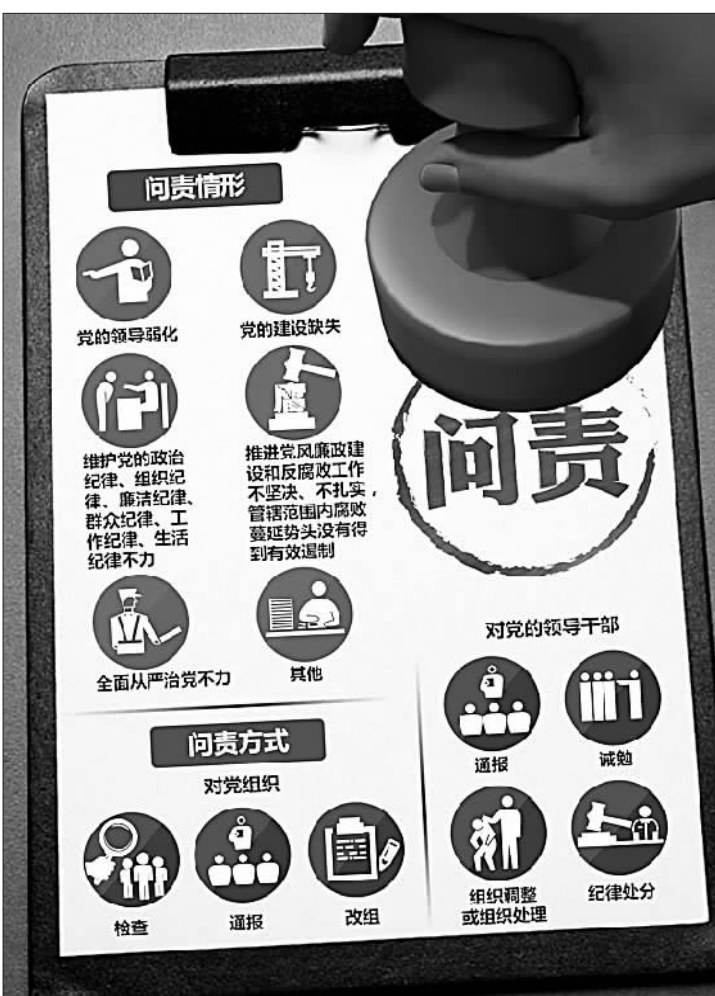 问责情形
党的领导弱化
党的建设缺失
维护党的政治
纪律、组织纪
律、廉洁纪律、
群众纪律、工
作纪律、生活
纪律不力
推进党风廉政建
设和反腐败工作
不坚决、不扎实，
管辖范围内腐败
蔓延势头没有得
到有效遏制
全面从严治党不力
其他
问责
问责方式
对党组织
检查
通报
改组
对党的领导干部
通报
诫勉
组织调整
或组织处理
纪律处分